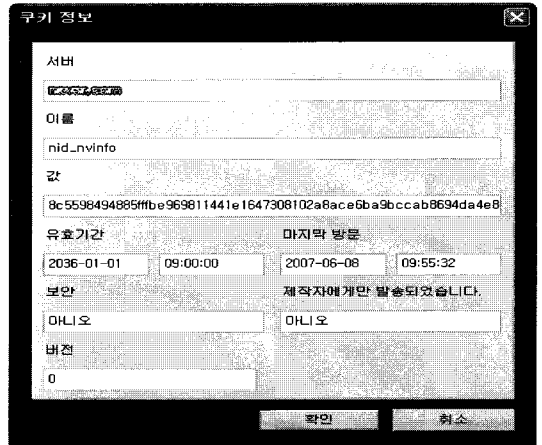 쿠키 정보
서버
이름
nid_nvinfo
값
8c5598494885fffbe969811441e1647308102a8ace6ba9bccab8694da4e8
유효기간 마지막 방문
2036-01-01 09:00:00 2007-06-08 09:55:32
보안 제작자에게만 발송되었습니다.
아니오 아니오
버전
0
확인 취소